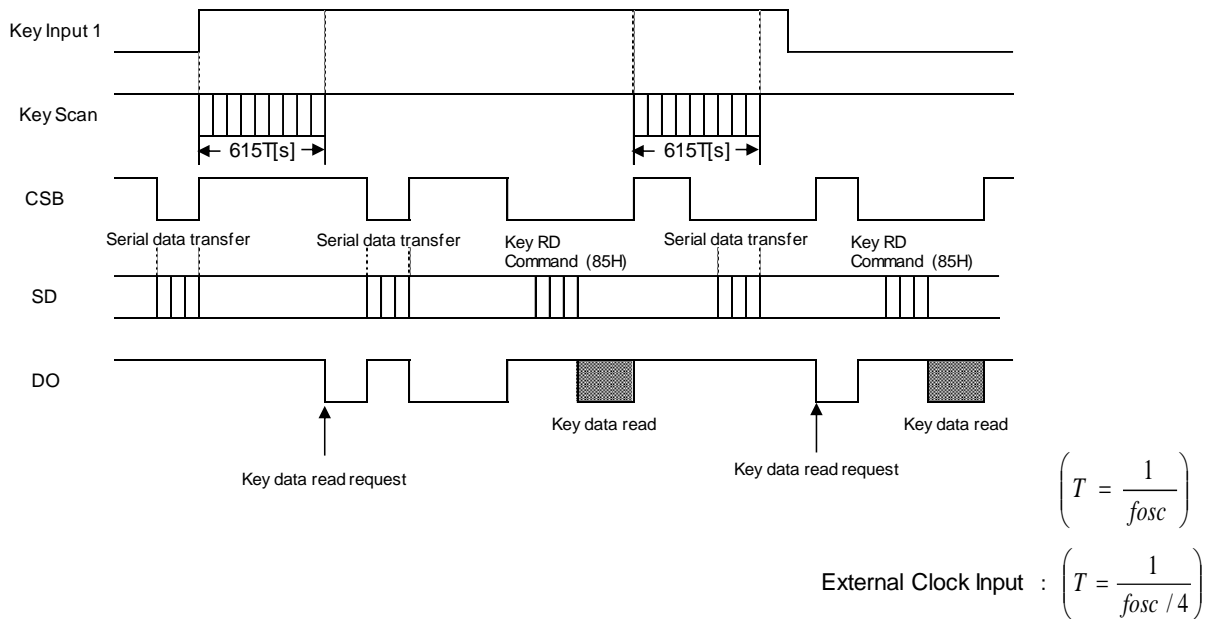 Key Input 1
Key Scan
615T[s]
615T[s]
CSB
Serial data transfer
Serial data transfer
Key RD
Command (85H)
Serial data transfer
Key RD
Command (85H)
SD
DO
Key data read
Key data read
Key data read request
Key data read request
(T = 1/fosc)
External Clock Input : (T = 1/(fosc / 4))